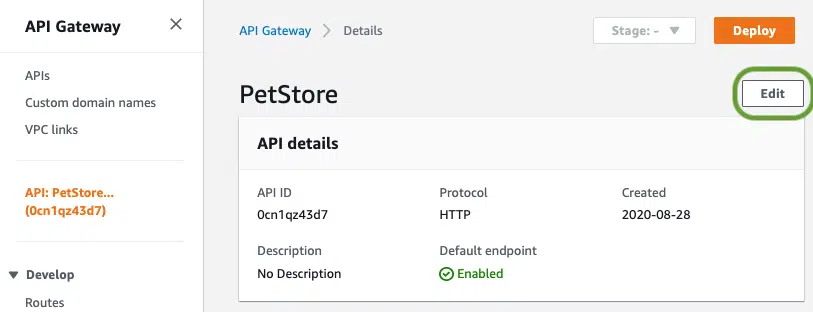 API Gateway
APIs
Custom domain names
VPC links
API: PetStore...
(0cn1qz43d7)
Develop
Routes
API Gateway Details
Stage: -
Deploy
PetStore
Edit
API details
API ID Protocol Created
0cn1qz43d7 HTTP 2020-08-28
Description Default endpoint
No Description Enabled